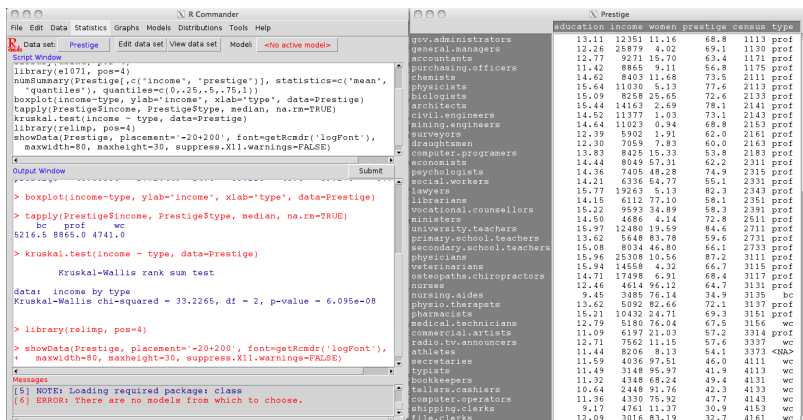 R Commander
File Edit Data Statistics Graphs Models Distributions Tools Help
Data set: Prestige Edit data set View data set Model: <No active model>
Script Window
library(e1071, pos=4)
numSummary(Prestige[,c("income", "prestige")], statistics=c("mean",
"quantiles"), quantiles=c(0,.25,.5,.75,1))
boxplot(income~type, ylab="income", xlab="type", data=Prestige)
tapply(Prestige$income, Prestige$type, median, na.rm=TRUE)
kruskal.test(income ~ type, data=Prestige)
library(relimp, pos=4)
showData(Prestige, placement='-20+200', font=getRcmdr('logFont'),
maxwidth=80, maxheight=30, suppress.X11.warnings=FALSE)
Output Window Submit
> boxplot(income~type, ylab="income", xlab="type", data=Prestige)
> tapply(Prestige$income, Prestige$type, median, na.rm=TRUE)
bc prof wc
5216.5 8865.0 4741.0
> kruskal.test(income ~ type, data=Prestige)
Kruskal-Wallis rank sum test
data: income by type
Kruskal-Wallis chi-squared = 33.2265, df = 2, p-value = 6.095e-08
> library(relimp, pos=4)
> showData(Prestige, placement='-20+200', font=getRcmdr('logFont'),
+ maxwidth=80, maxheight=30, suppress.X11.warnings=FALSE)
Messages
[5] NOTE: Loading required package: class
[6] ERROR: There are no models from which to choose.
Prestige
education income women prestige census type
gov.administrators 13.11 12351 11.16 68.8 1113 prof
general.managers 12.26 25879 4.02 69.1 1130 prof
accountants 12.77 9271 15.70 63.4 1171 prof
purchasing.officers 11.42 8865 9.11 56.8 1175 prof
chemists 14.62 8403 11.68 73.5 2111 prof
physicists 15.64 11030 5.13 77.6 2113 prof
biologists 15.09 8258 25.65 72.6 2133 prof
architects 15.44 14163 2.69 78.1 2141 prof
civil.engineers 14.52 11377 1.03 73.1 2143 prof
mining.engineers 14.64 11023 0.94 68.8 2153 prof
surveyors 12.39 5902 1.91 62.0 2161 prof
draughtsmen 12.30 7059 7.83 60.0 2163 prof
computer.programers 13.83 8425 15.33 53.8 2183 prof
economists 14.44 8049 57.31 62.2 2311 prof
psychologists 14.36 7405 48.28 74.9 2315 prof
social.workers 14.21 6336 54.77 55.1 2331 prof
lawyers 15.77 19263 5.13 82.3 2343 prof
librarians 14.15 6112 77.10 58.1 2351 prof
vocational.counsellors 15.22 9593 34.89 58.3 2391 prof
ministers 14.50 4686 4.14 72.8 2511 prof
university.teachers 15.97 12480 19.59 84.6 2711 prof
primary.school.teachers 13.62 5648 83.78 59.6 2731 prof
secondary.school.teachers 15.08 8034 46.80 66.1 2733 prof
physicians 15.96 25308 10.56 87.2 3111 prof
veterinarians 15.94 14558 4.32 66.7 3115 prof
osteopaths.chiropractors 14.71 17498 6.91 68.4 3117 prof
nurses 12.46 4614 96.12 64.7 3131 prof
nursing.aides 9.45 3485 76.14 34.9 3135 bc
physio.therapsts 13.62 5092 82.66 72.1 3137 prof
pharmacists 15.21 10432 24.71 69.3 3151 prof
medical.technicians 12.79 5180 76.04 67.5 3156 wc
commercial.artists 11.09 6197 21.03 57.2 3314 prof
radio.tv.announcers 12.71 7562 11.15 57.6 3337 wc
athletes 11.44 8206 8.13 54.1 3373 <NA>
secretaries 11.59 4036 97.51 46.0 4111 wc
typists 11.49 3148 95.97 41.9 4113 wc
bookkeepers 11.32 4348 68.24 49.4 4131 wc
tellers.cashiers 10.64 2448 91.76 42.3 4133 wc
computer.operators 11.36 4330 75.92 47.7 4143 wc
shipping.clerks 9.17 4761 11.37 30.9 4153 wc
file.clerks 12.09 3016 83.19 32.7 4161 wc